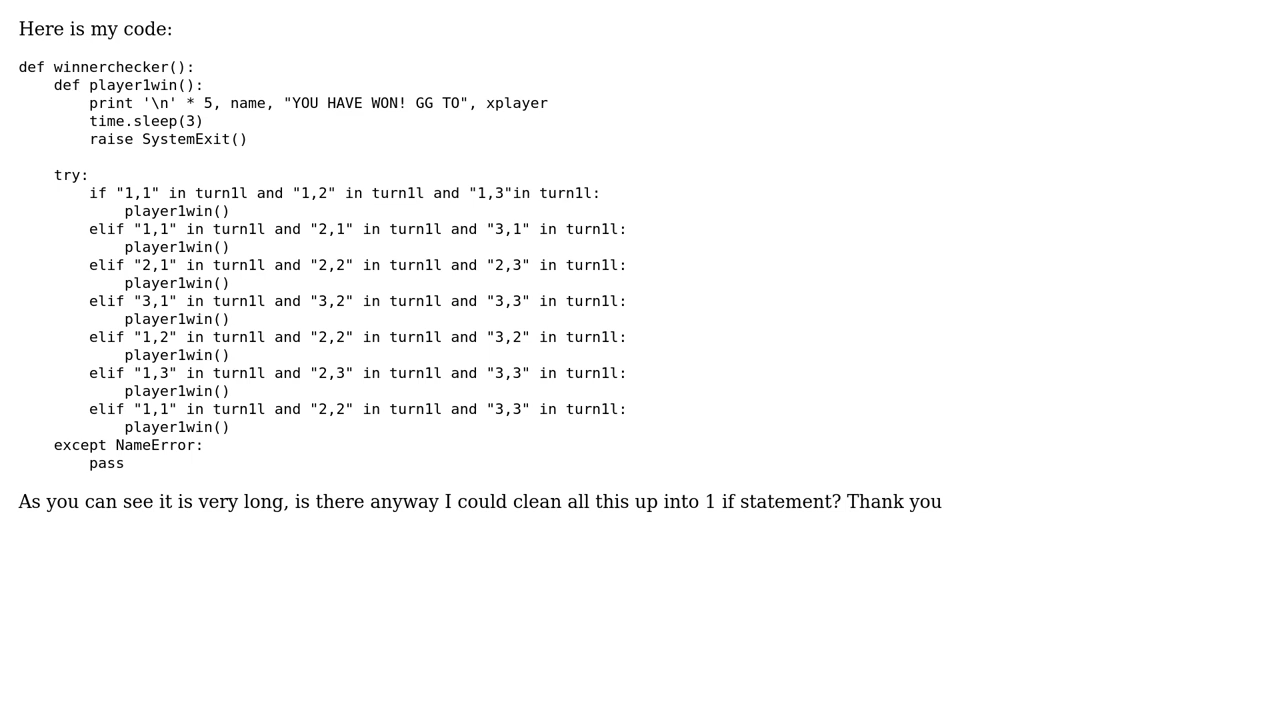 Here is my code:
def winnerchecker():
    def player1win():
        print '\n' * 5, name, "YOU HAVE WON! GG TO", xplayer
        time.sleep(3)
        raise SystemExit()

    try:
        if "1,1" in turn1l and "1,2" in turn1l and "1,3"in turn1l:
            player1win()
        elif "1,1" in turn1l and "2,1" in turn1l and "3,1" in turn1l:
            player1win()
        elif "2,1" in turn1l and "2,2" in turn1l and "2,3" in turn1l:
            player1win()
        elif "3,1" in turn1l and "3,2" in turn1l and "3,3" in turn1l:
            player1win()
        elif "1,2" in turn1l and "2,2" in turn1l and "3,2" in turn1l:
            player1win()
        elif "1,3" in turn1l and "2,3" in turn1l and "3,3" in turn1l:
            player1win()
        elif "1,1" in turn1l and "2,2" in turn1l and "3,3" in turn1l:
            player1win()
    except NameError:
        pass
As you can see it is very long, is there anyway I could clean all this up into 1 if statement? Thank you